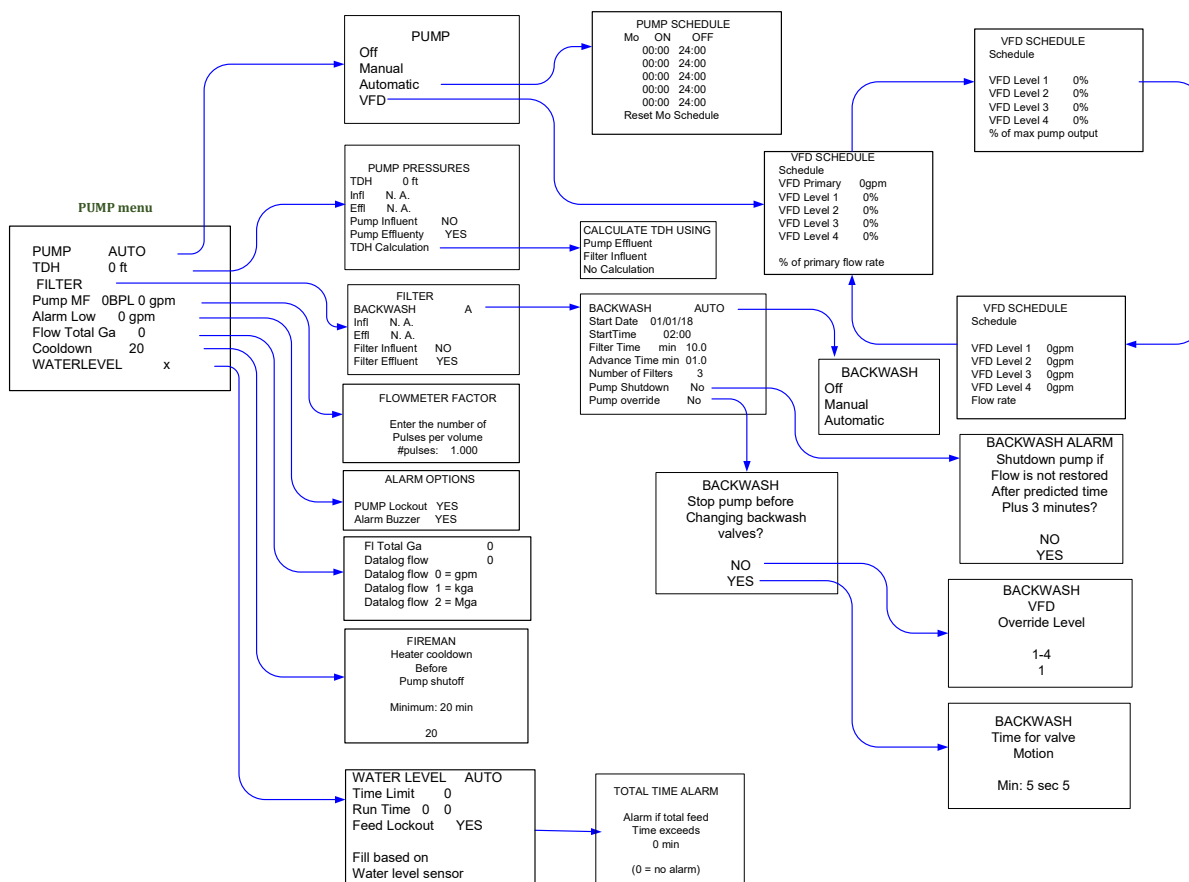 PUMP menu
PUMP AUTO
TDH 0 ft
FILTER
Pump MF 0BPL 0 gpm
Alarm Low 0 gpm
Flow Total Ga 0
Cooldown 20
WATERLEVEL x
PUMP
Off
Manual
Automatic
VFD
PUMP SCHEDULE
Mo ON OFF
00:00 24:00
00:00 24:00
00:00 24:00
00:00 24:00
00:00 24:00
Reset Mo Schedule
VFD SCHEDULE
Schedule
VFD Level 1 0%
VFD Level 2 0%
VFD Level 3 0%
VFD Level 4 0%
% of max pump output
VFD SCHEDULE
Schedule
VFD Primary 0gpm
VFD Level 1 0%
VFD Level 2 0%
VFD Level 3 0%
VFD Level 4 0%
% of primary flow rate
VFD SCHEDULE
Schedule
VFD Level 1 0gpm
VFD Level 2 0gpm
VFD Level 3 0gpm
VFD Level 4 0gpm
Flow rate
PUMP PRESSURES
TDH 0 ft
Infl N. A.
Effl N. A.
Pump Influent NO
Pump Effluenty YES
TDH Calculation
CALCULATE TDH USING
Pump Effluent
Filter Influent
No Calculation
FILTER
BACKWASH A
Infl N. A.
Effl N. A.
Filter Influent NO
Filter Effluent YES
BACKWASH AUTO
Start Date 01/01/18
StartTime 02:00
Filter Time min 10.0
Advance Time min 01.0
Number of Filters 3
Pump Shutdown No
Pump override No
BACKWASH
Off
Manual
Automatic
FLOWMETER FACTOR
Enter the number of
Pulses per volume
#pulses: 1.000
ALARM OPTIONS
PUMP Lockout YES
Alarm Buzzer YES
BACKWASH
Stop pump before
Changing backwash
valves?
NO
YES
BACKWASH ALARM
Shutdown pump if
Flow is not restored
After predicted time
Plus 3 minutes?
NO
YES
Fl Total Ga 0
Datalog flow 0
Datalog flow 0 = gpm
Datalog flow 1 = kga
Datalog flow 2 = Mga
BACKWASH
VFD
Override Level
1-4
1
FIREMAN
Heater cooldown
Before
Pump shutoff
Minimum: 20 min
20
BACKWASH
Time for valve
Motion
Min: 5 sec 5
WATER LEVEL AUTO
Time Limit 0
Run Time 0 0
Feed Lockout YES
Fill based on
Water level sensor
TOTAL TIME ALARM
Alarm if total feed
Time exceeds
0 min
(0 = no alarm)